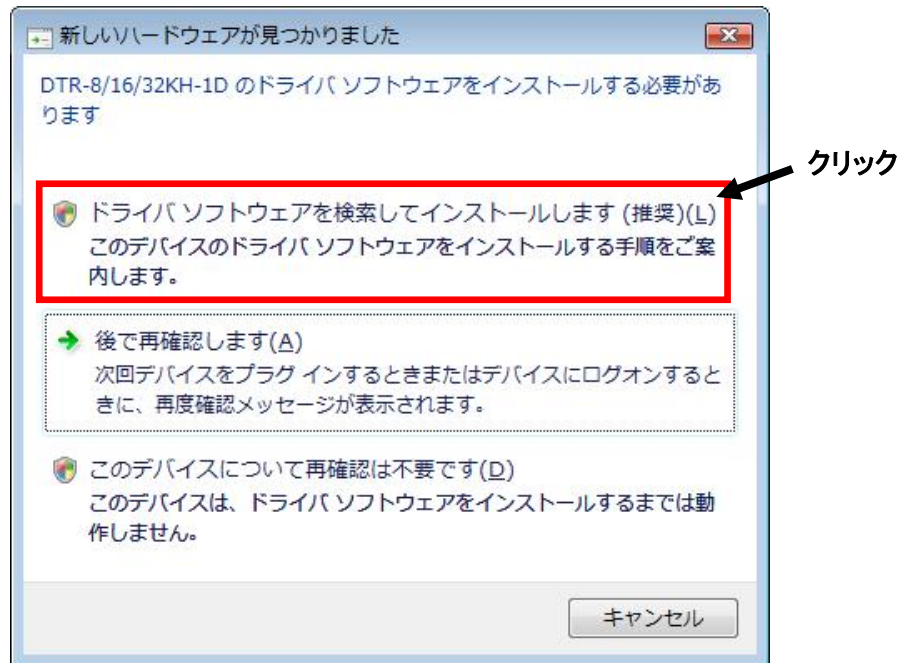 新しいハードウェアが見つかりました
DTR-8/16/32KH-1D のドライバ ソフトウェアをインストールする必要があ
ります
クリック
ドライバ ソフトウェアを検索してインストールします (推奨)(L)
このデバイスのドライバ ソフトウェアをインストールする手順をご案
内します。
後で再確認します(A)
次回デバイスをプラグ インするときまたはデバイスにログオンすると
きに、再度確認メッセージが表示されます。
このデバイスについて再確認は不要です(D)
このデバイスは、ドライバ ソフトウェアをインストールするまでは動
作しません。
キャンセル